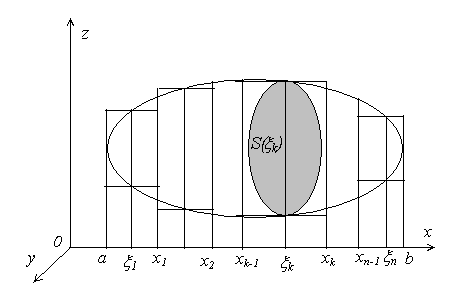 z
S(ξk)
x
0
y
a ξ1 x1 x2 xk-1 ξk xk xn-1 ξn b